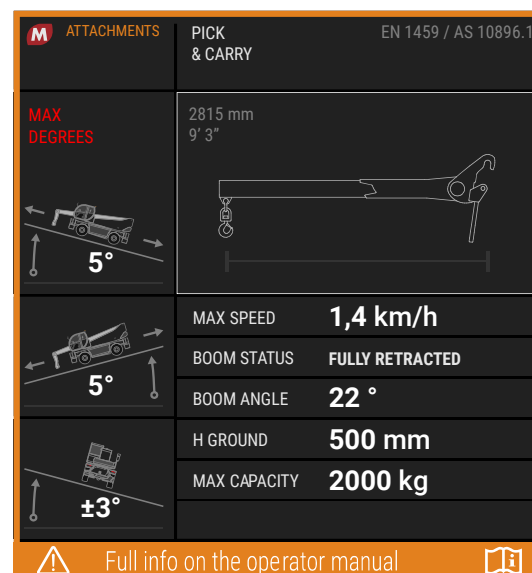 M
ATTACHMENTS
PICK
& CARRY
EN 1459 / AS 10896.1
MAX
DEGREES
2815 mm
9' 3”
5°
5°
±3°
MAX SPEED 1,4 km/h
BOOM STATUS FULLY RETRACTED
BOOM ANGLE 22 °
H GROUND 500 mm
MAX CAPACITY 2000 kg
Full info on the operator manual
i